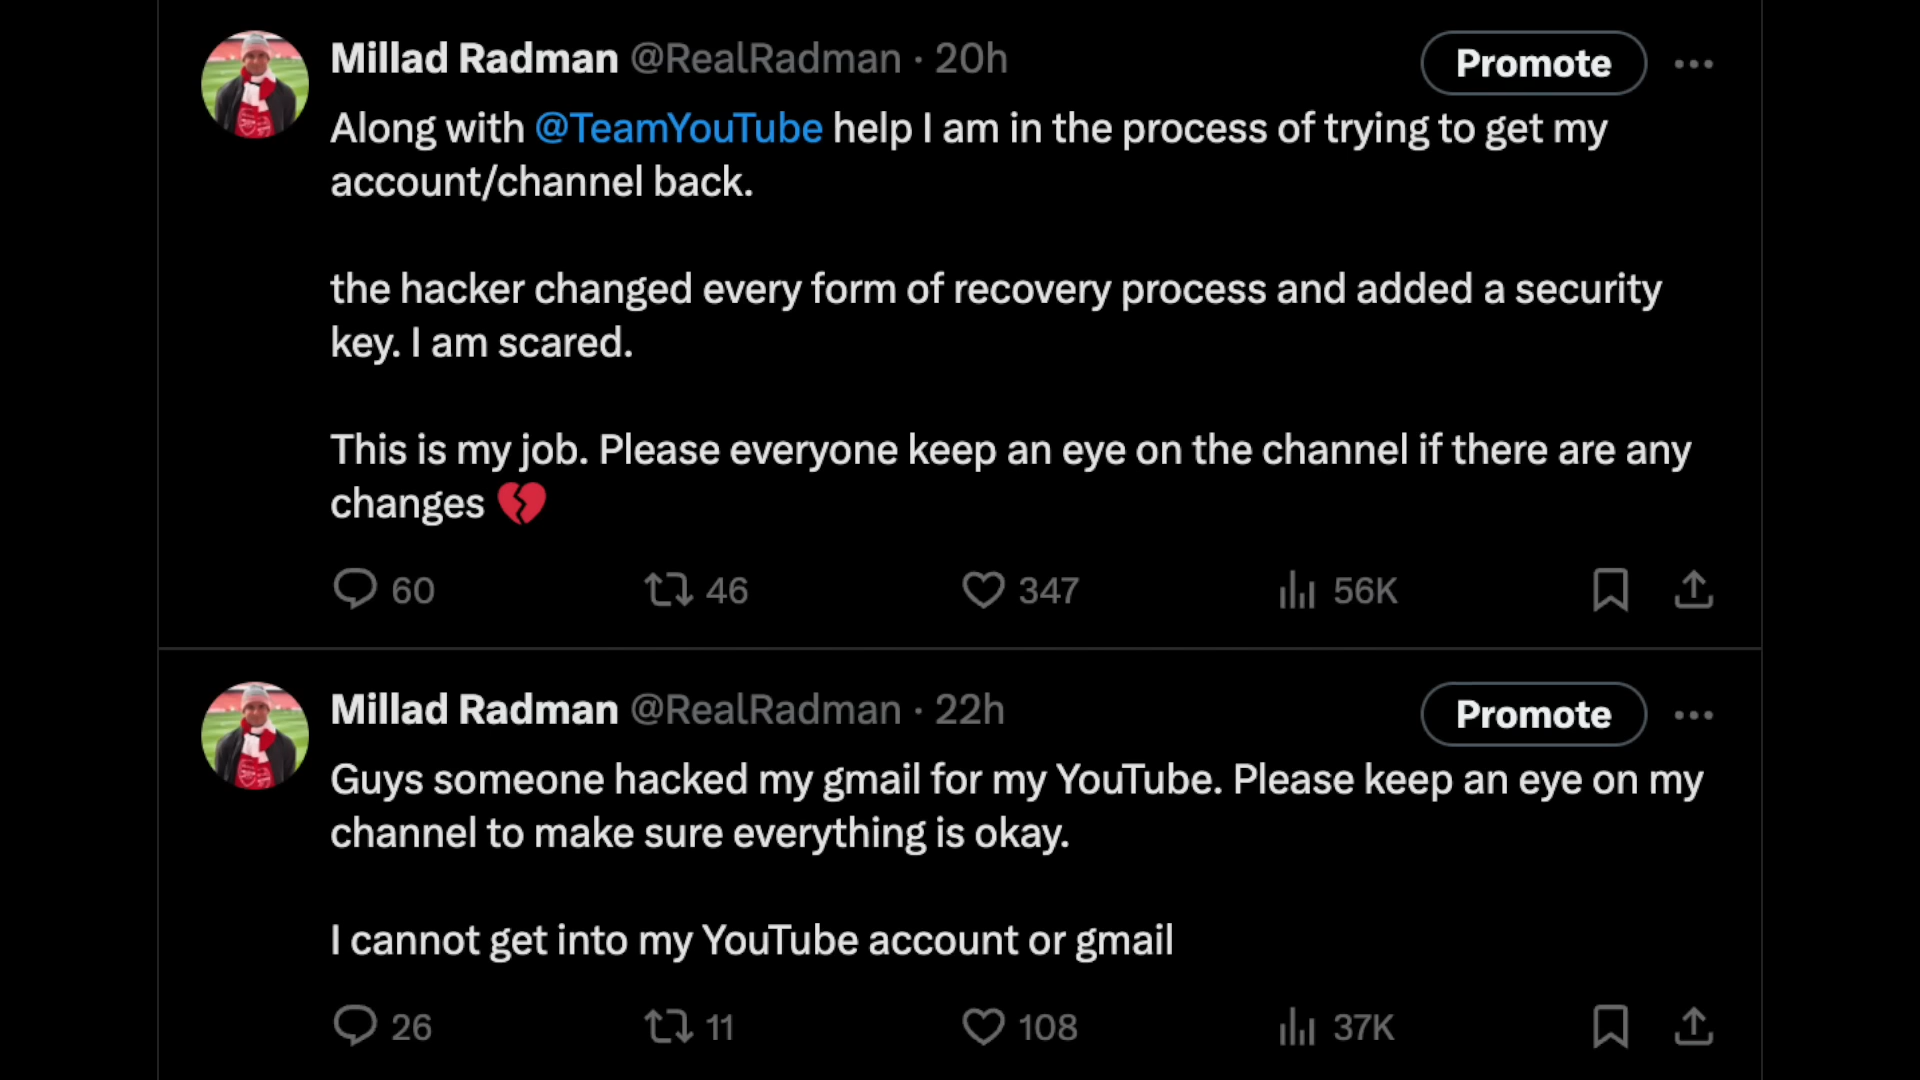 Millad Radman @RealRadman · 20h
Promote
Along with @TeamYouTube help I am in the process of trying to get my
account/channel back.
the hacker changed every form of recovery process and added a security
key. I am scared.
This is my job. Please everyone keep an eye on the channel if there are any
changes 💔
60 46 347 56K
Millad Radman @RealRadman · 22h
Promote
Guys someone hacked my gmail for my YouTube. Please keep an eye on my
channel to make sure everything is okay.
I cannot get into my YouTube account or gmail
26 11 108 37K